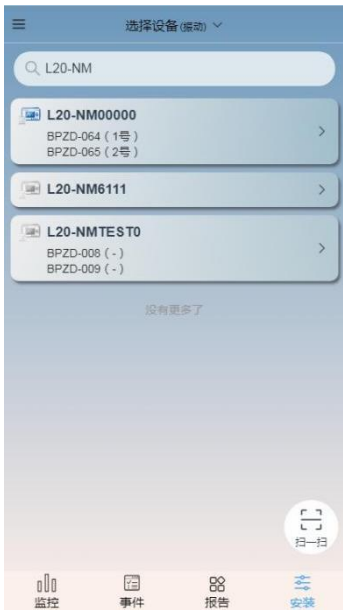 选择设备(振动)
L20-NM
L20-NM00000
BPZD-064 ( 1号 )
BPZD-065 ( 2号 )
L20-NM6111
L20-NMTEST0
BPZD-008 ( - )
BPZD-009 ( - )
没有更多了
扫一扫
监控 事件 报告 安装